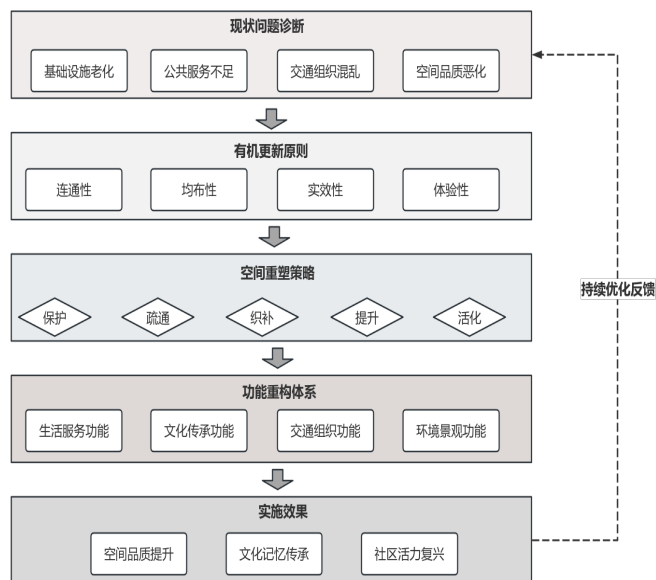 现状问题诊断
基础设施老化 公共服务不足 交通组织混乱 空间品质恶化
有机更新原则
连通性 均布性 实效性 体验性
空间重塑策略
保护 疏通 织补 提升 活化
持续优化反馈
功能重构体系
生活服务功能 文化传承功能 交通组织功能 环境景观功能
实施效果
空间品质提升 文化记忆传承 社区活力复兴